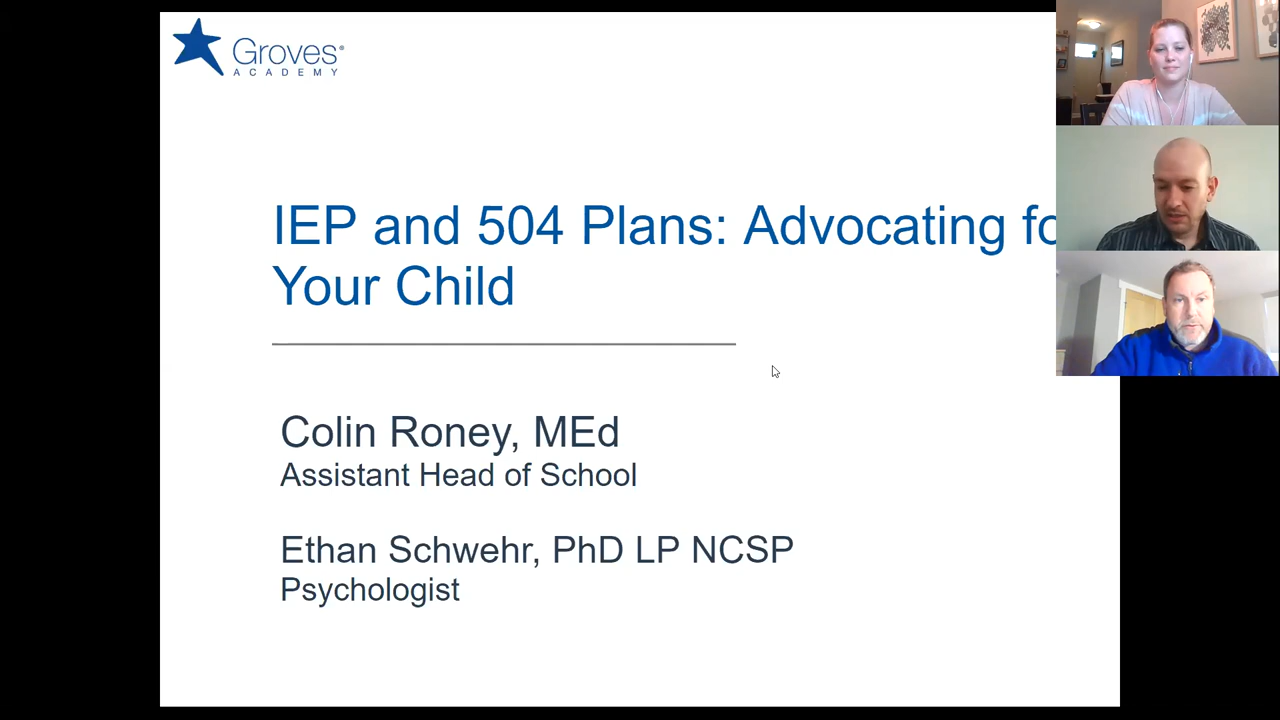 Groves®
ACADEMY
IEP and 504 Plans: Advocating fo
Your Child
Colin Roney, MEd
Assistant Head of School
Ethan Schwehr, PhD LP NCSP
Psychologist